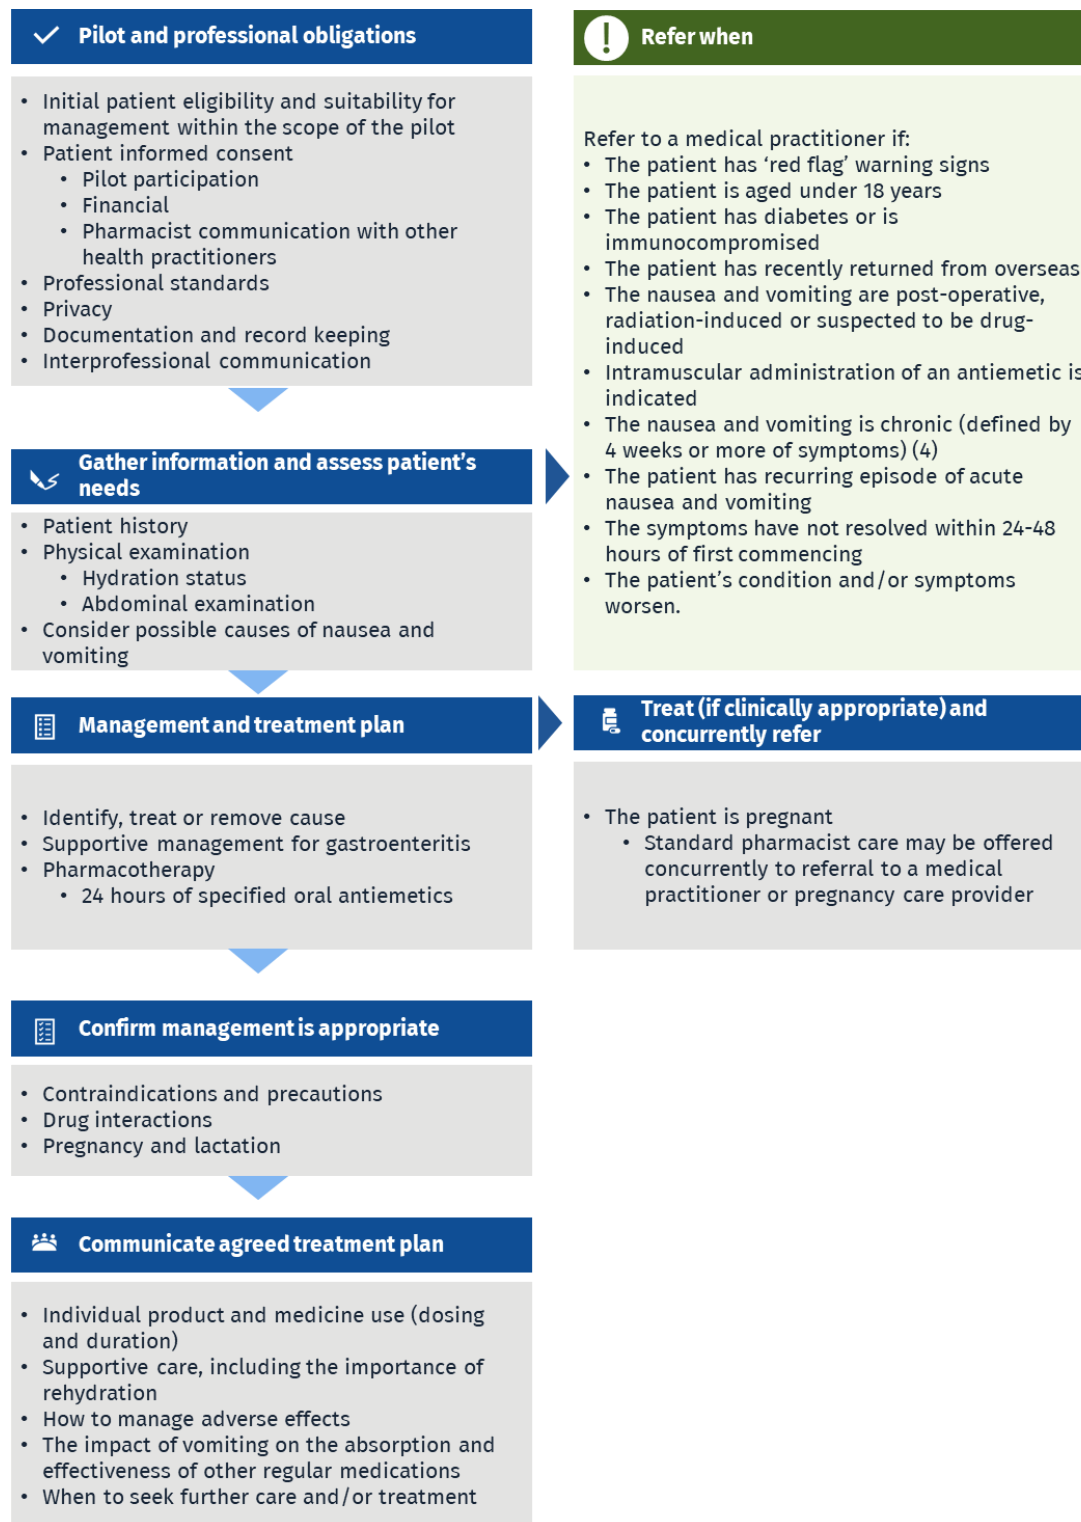 Pilot and professional obligations
• Initial patient eligibility and suitability for
management within the scope of the pilot
• Patient informed consent
• Pilot participation
• Financial
• Pharmacist communication with other
health practitioners
• Professional standards
• Privacy
• Documentation and record keeping
• Interprofessional communication
Gather information and assess patient's
needs
• Patient history
• Physical examination
• Hydration status
• Abdominal examination
• Consider possible causes of nausea and
vomiting
Refer when
Refer to a medical practitioner if:
• The patient has ‘red flag’ warning signs
• The patient is aged under 18 years
• The patient has diabetes or is
immunocompromised
• The patient has recently returned from overseas
• The nausea and vomiting are post-operative,
radiation-induced or suspected to be drug-
induced
• Intramuscular administration of an antiemetic is
indicated
• The nausea and vomiting is chronic (defined by
4 weeks or more of symptoms) (4)
• The patient has recurring episode of acute
nausea and vomiting
• The symptoms have not resolved within 24-48
hours of first commencing
• The patient’s condition and/or symptoms
worsen.
Management and treatment plan
• Identify, treat or remove cause
• Supportive management for gastroenteritis
• Pharmacotherapy
• 24 hours of specified oral antiemetics
Treat (if clinically appropriate) and
concurrently refer
• The patient is pregnant
• Standard pharmacist care may be offered
concurrently to referral to a medical
practitioner or pregnancy care provider
Confirm management is appropriate
• Contraindications and precautions
• Drug interactions
• Pregnancy and lactation
Communicate agreed treatment plan
• Individual product and medicine use (dosing
and duration)
• Supportive care, including the importance of
rehydration
• How to manage adverse effects
• The impact of vomiting on the absorption and
effectiveness of other regular medications
• When to seek further care and/or treatment